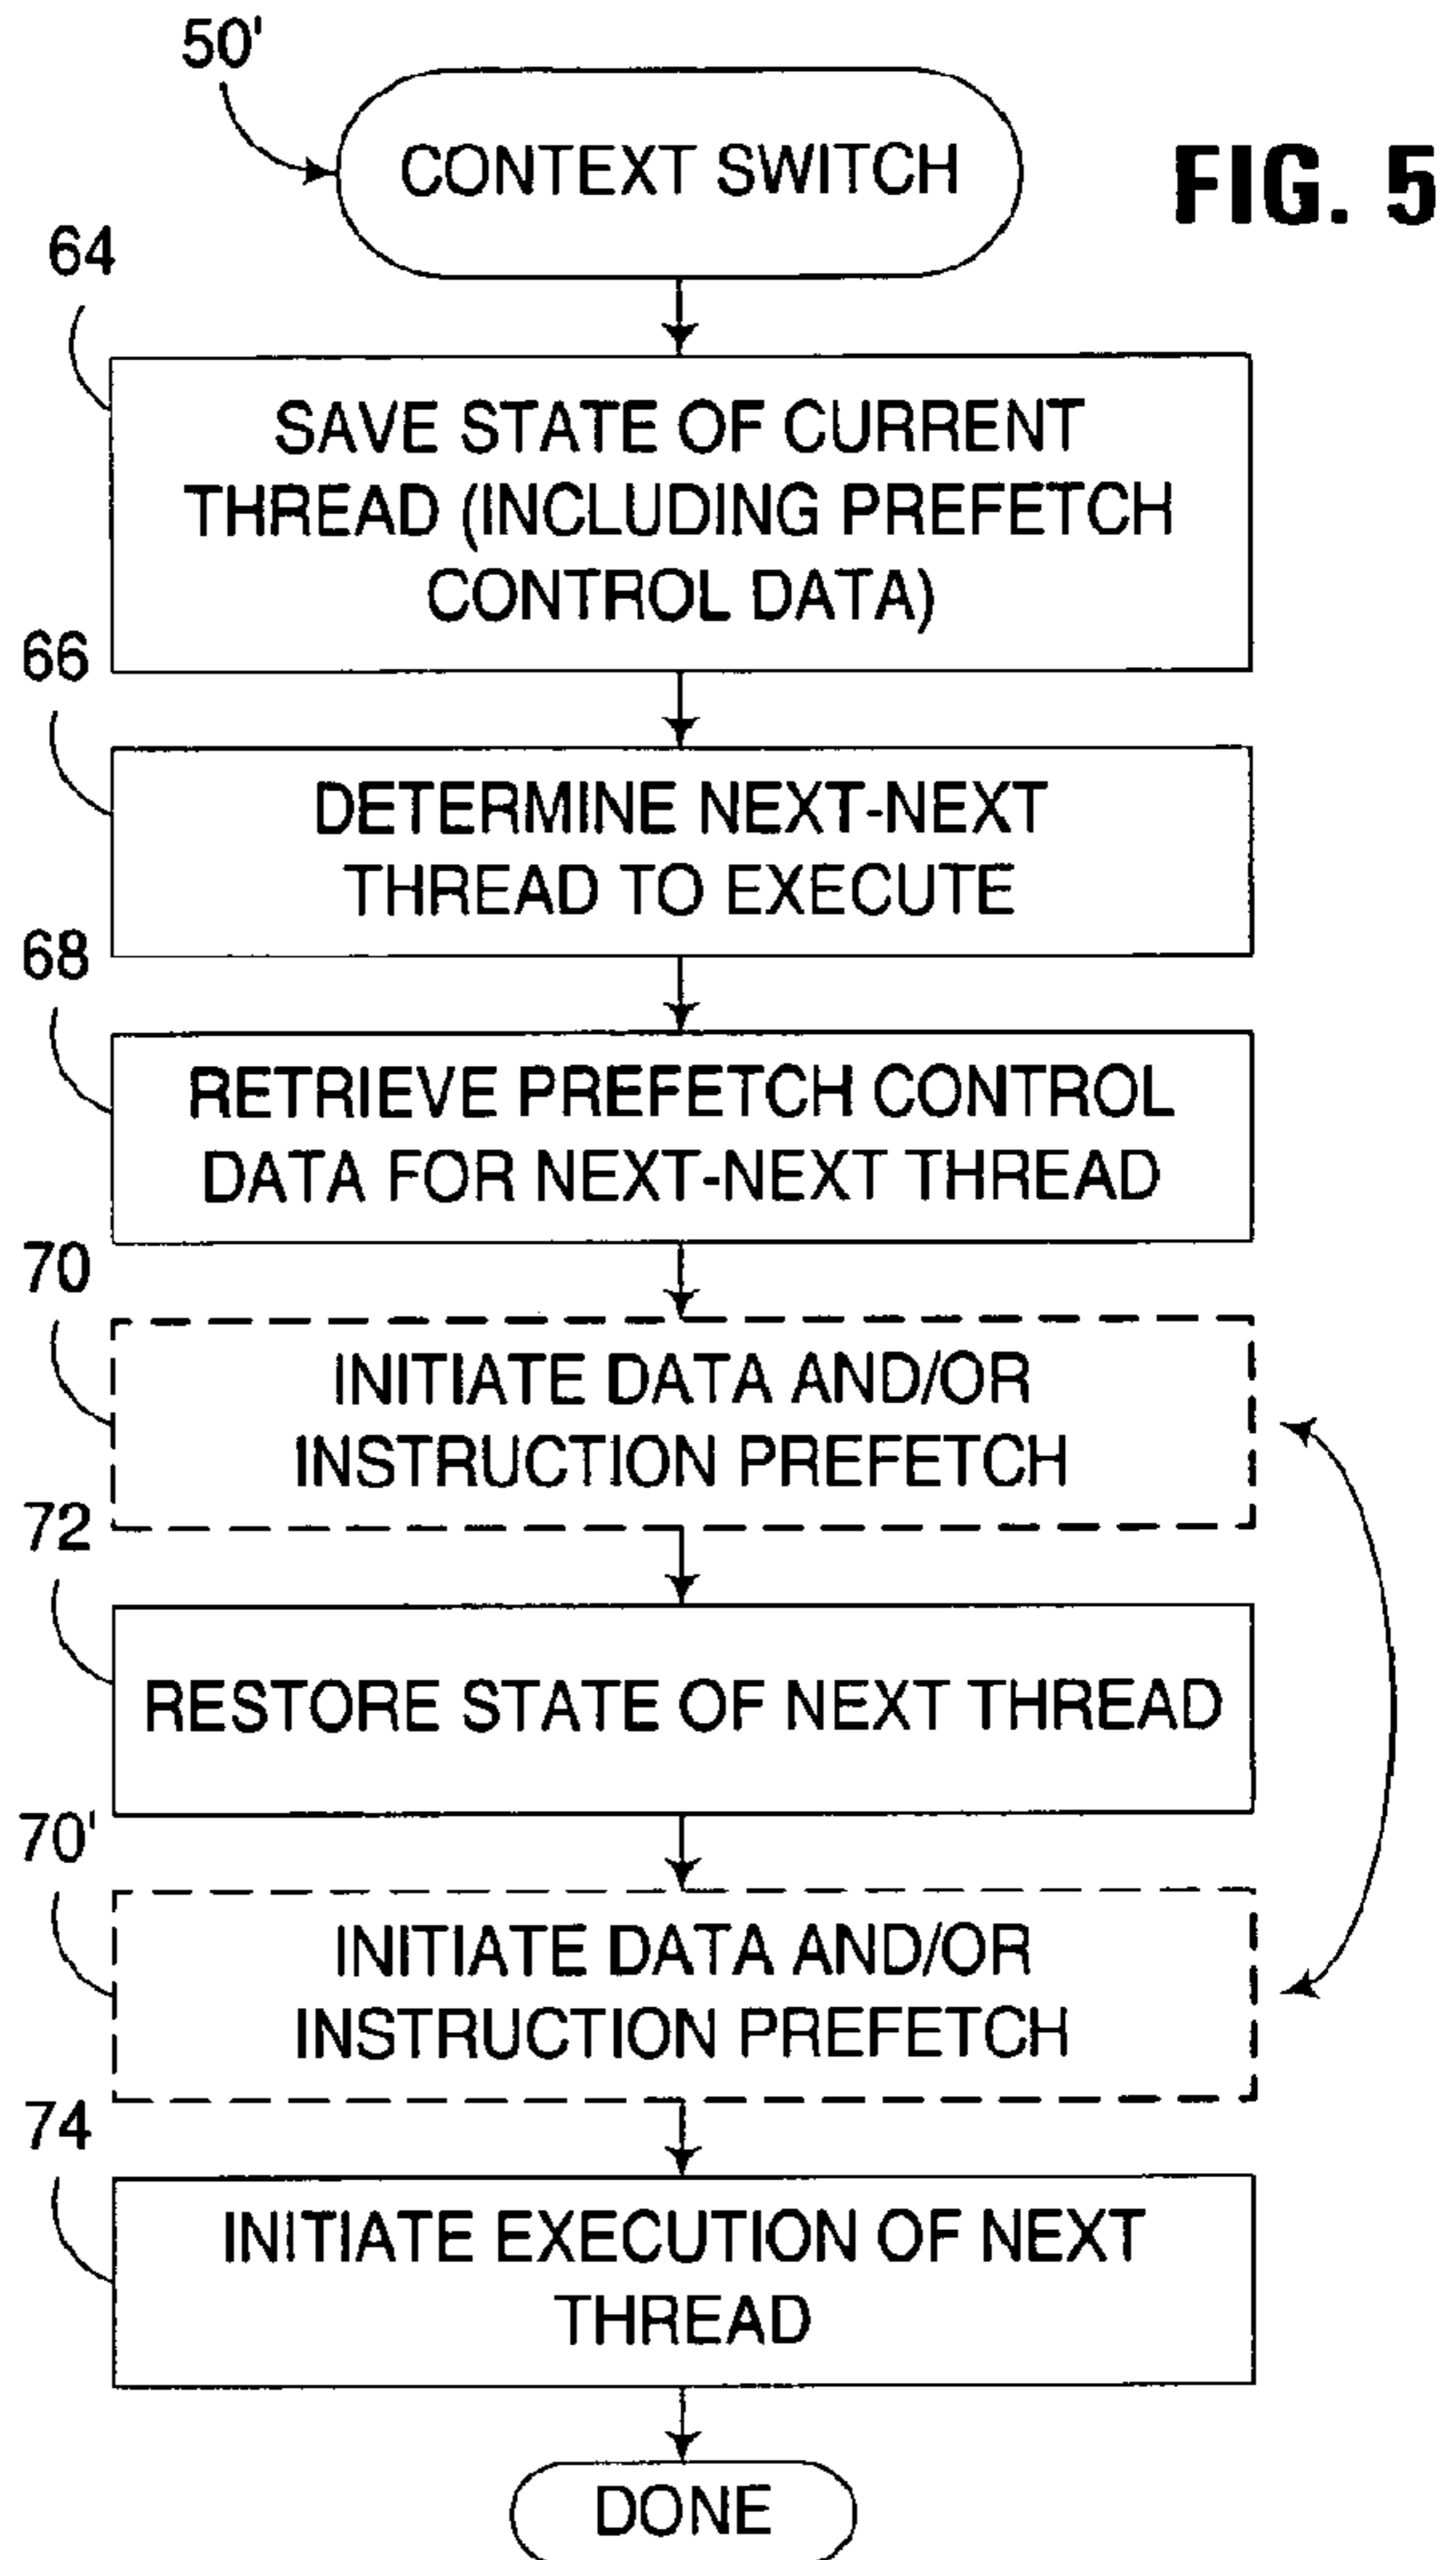 50'
CONTEXT SWITCH
FIG. 5
64
SAVE STATE OF CURRENT
THREAD (INCLUDING PREFETCH
CONTROL DATA)
66
DETERMINE NEXT-NEXT
THREAD TO EXECUTE
68
RETRIEVE PREFETCH CONTROL
DATA FOR NEXT-NEXT THREAD
70
INITIATE DATA AND/OR
INSTRUCTION PREFETCH
72
RESTORE STATE OF NEXT THREAD
70'
INITIATE DATA AND/OR
INSTRUCTION PREFETCH
74
INITIATE EXECUTION OF NEXT
THREAD
DONE